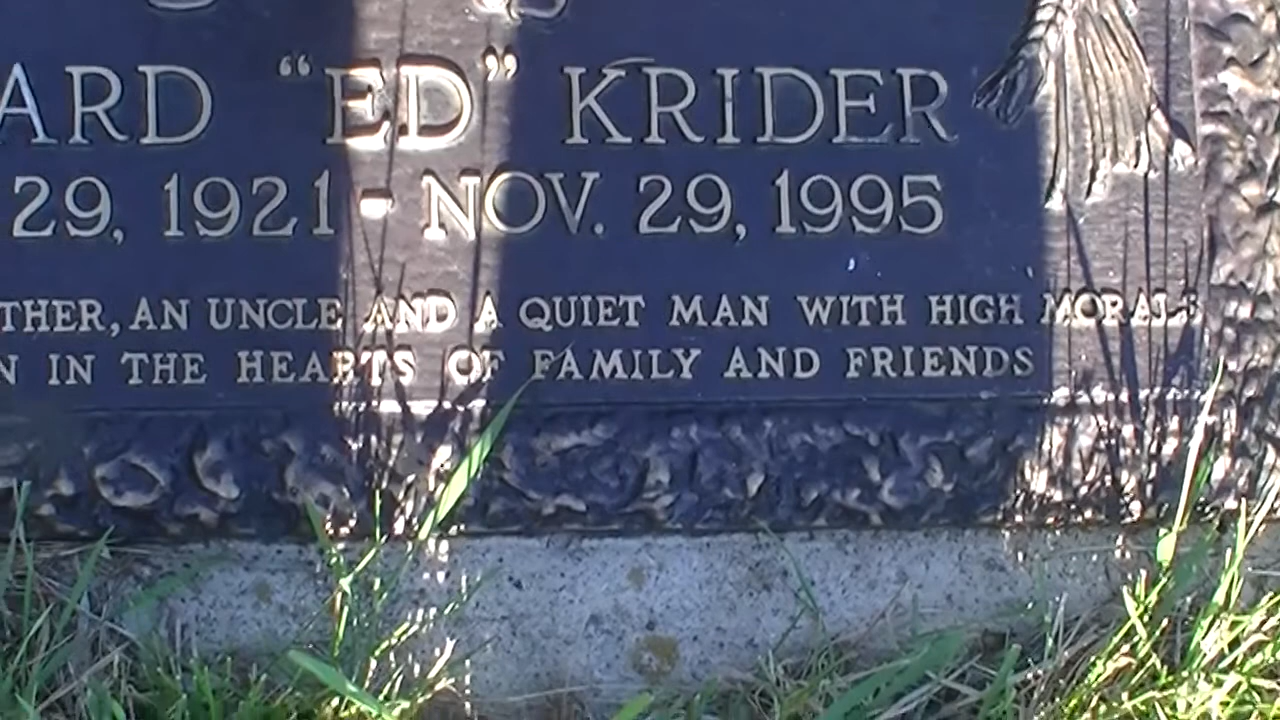 ARD “ED” KRIDER
29, 1921 - NOV. 29, 1995
THER, AN UNCLE AND A QUIET MAN WITH HIGH MORALS
N IN THE HEARTS OF FAMILY AND FRIENDS